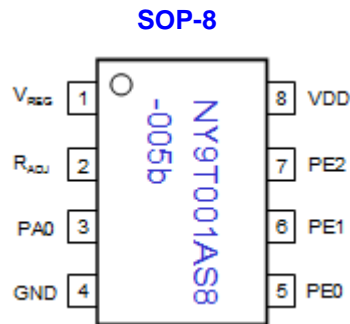 SOP-8
VREG 1 8 VDD
RADJ 2 7 PE2
PA0 3 6 PE1
GND 4 5 PE0
NY9T001AS8
-005b